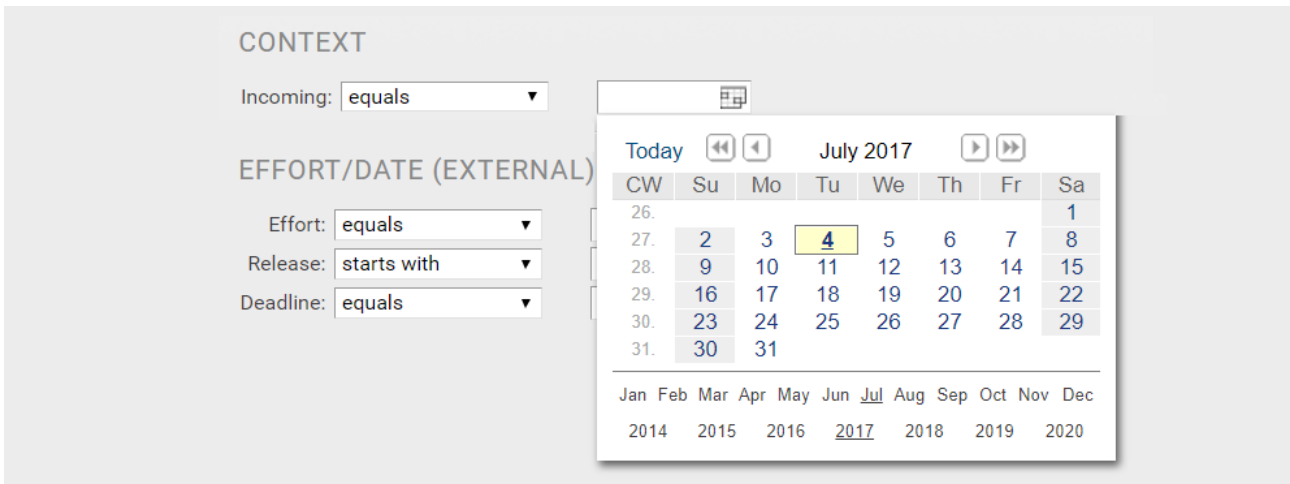 CONTEXT
Incoming: equals
Today July 2017
EFFORT/DATE (EXTERNAL)
CW Su Mo Tu We Th Fr Sa
26. 1
Effort: equals
27. 2 3 4 5 6 7 8
Release: starts with
28. 9 10 11 12 13 14 15
Deadline: equals
29. 16 17 18 19 20 21 22
30. 23 24 25 26 27 28 29
31. 30 31
Jan Feb Mar Apr May Jun Jul Aug Sep Oct Nov Dec
2014 2015 2016 2017 2018 2019 2020